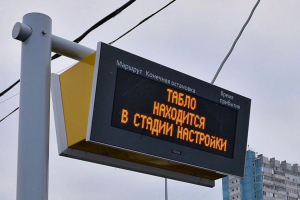 Маршрут Конечная остановка Время прибытия
ТАБЛО
НАХОДИТСЯ
В СТАДИИ НАСТРОЙКИ